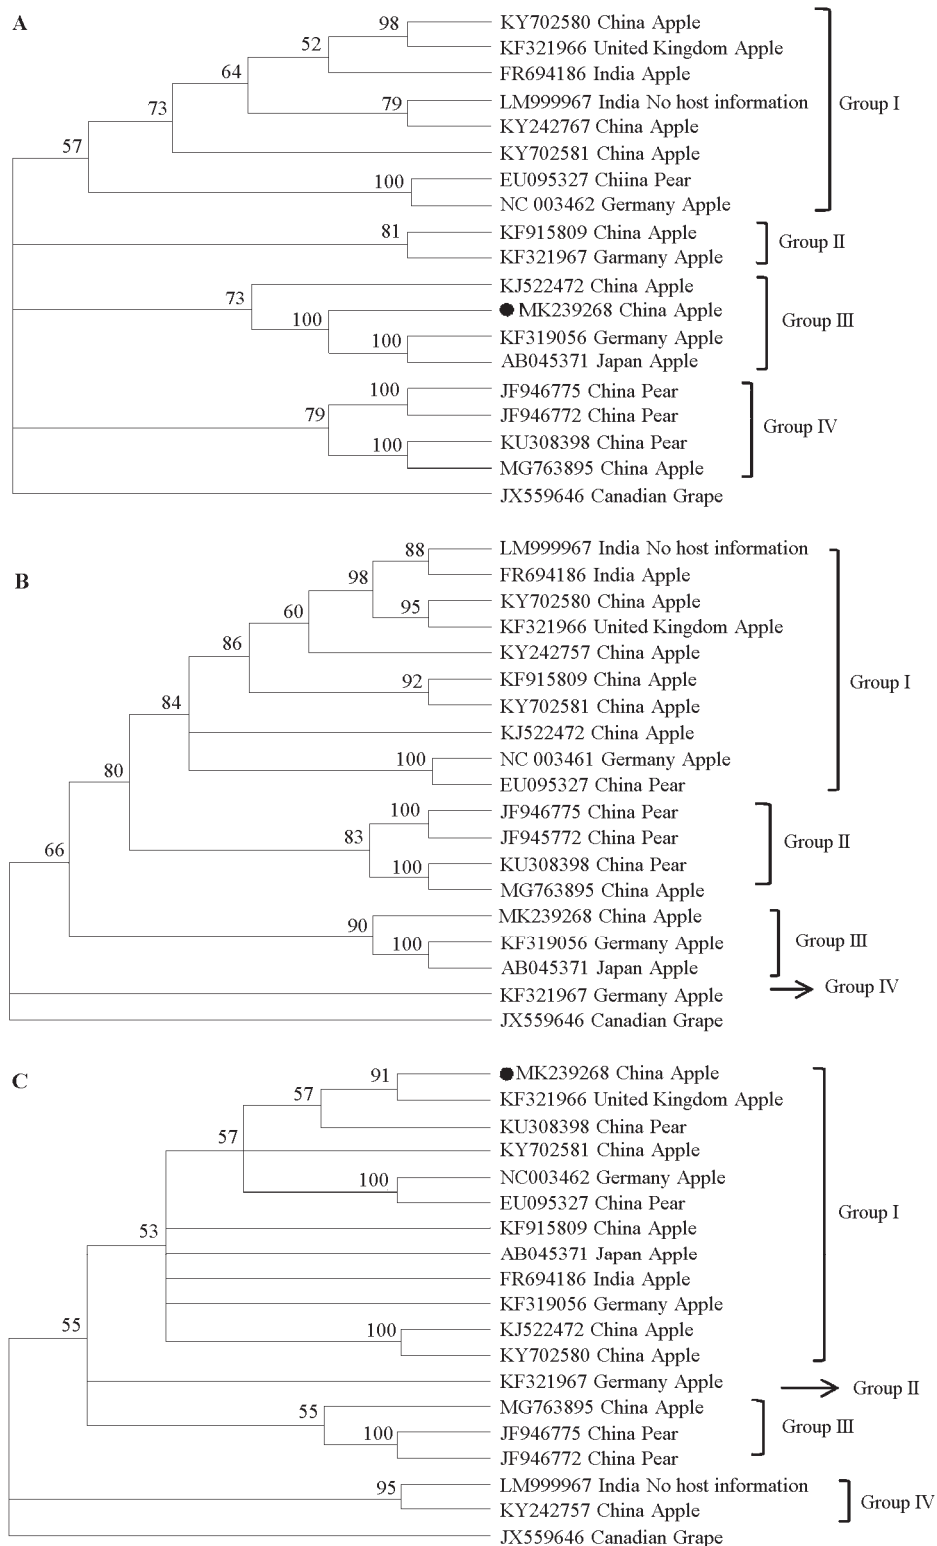 A
98
KY702580 China Apple
KF321966 United Kingdom Apple
52
FR694186 India Apple
64
LM999967 India No host information
79
KY242767 China Apple
Group I
73
KY702581 China Apple
57
EU095327 Chiina Pear
100
NC 003462 Germany Apple
KF915809 China Apple
81
KF321967 Garmany Apple
Group II
KJ522472 China Apple
73
MK239268 China Apple
100
KF319056 Germany Apple
100
AB045371 Japan Apple
Group III
JF946775 China Pear
100
JF946772 China Pear
79
KU308398 China Pear
100
MG763895 China Apple
Group IV
JX559646 Canadian Grape
B
88
LM999967 India No host information
FR694186 India Apple
98
KY702580 China Apple
95
KF321966 United Kingdom Apple
60
KY242757 China Apple
86
KF915809 China Apple
92
KY702581 China Apple
Group I
84
KJ522472 China Apple
NC 003461 Germany Apple
100
EU095327 China Pear
80
JF946775 China Pear
100
JF945772 China Pear
83
KU308398 China Pear
100
MG763895 China Apple
Group II
66
MK239268 China Apple
90
KF319056 Germany Apple
100
AB045371 Japan Apple
Group III
KF321967 Germany Apple
Group IV
JX559646 Canadian Grape
C
91
MK239268 China Apple
KF321966 United Kingdom Apple
57
KU308398 China Pear
57
KY702581 China Apple
NC003462 Germany Apple
100
EU095327 China Pear
Group I
53
KF915809 China Apple
AB045371 Japan Apple
FR694186 India Apple
KF319056 Germany Apple
KJ522472 China Apple
100
KY702580 China Apple
55
KF321967 Germany Apple
Group II
MG763895 China Apple
55
JF946775 China Pear
100
JF946772 China Pear
Group III
LM999967 India No host information
95
KY242757 China Apple
Group IV
JX559646 Canadian Grape